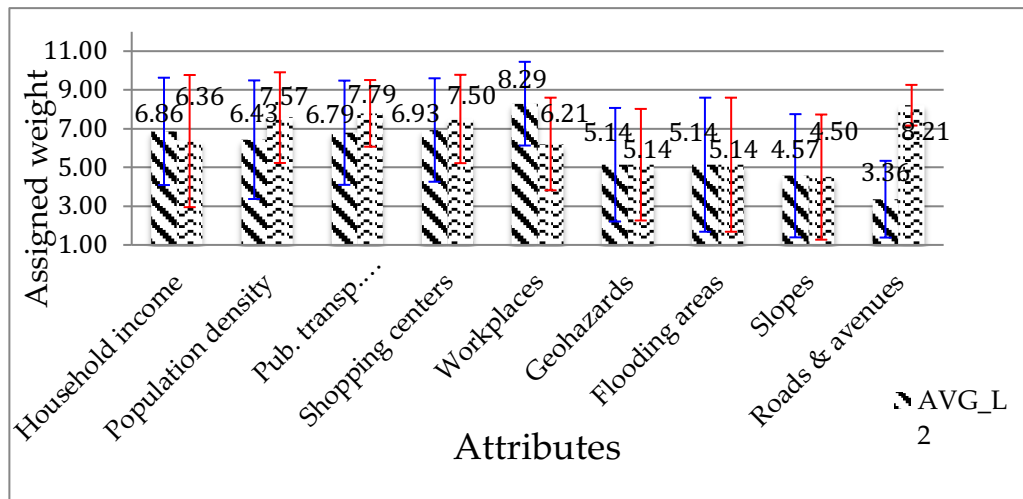 Assigned weight
11.00
9.00
7.00
5.00
3.00
1.00
6.86
6.36
6.43
7.57
6.79
7.79
6.93
7.50
8.29
6.21
5.14
5.14
5.14
5.14
4.57
4.50
3.36
8.21
Household income
Population density
Pub. transp....
Shopping centers
Workplaces
Geohazards
Flooding areas
Slopes
Roads & avenues
Attributes
AVG_L
2